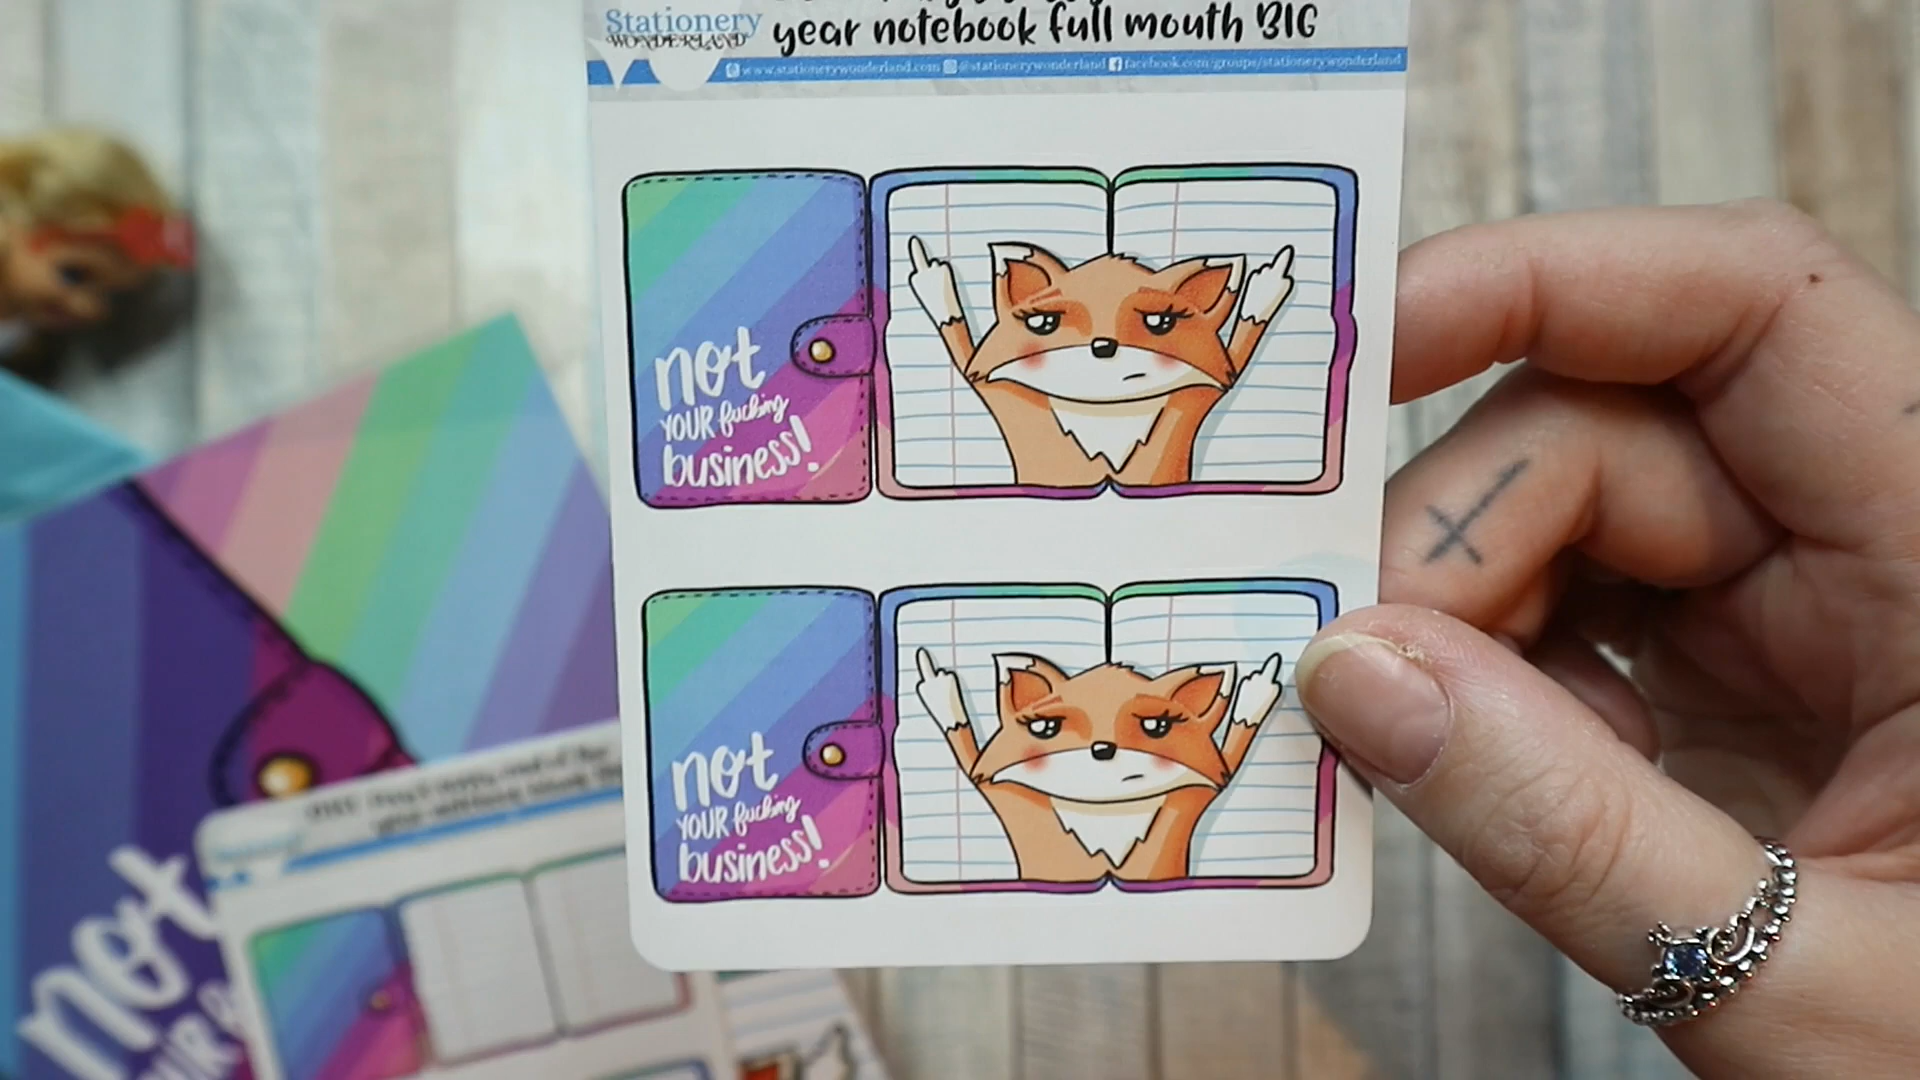 Stationery
WONDERLAND
year notebook full mouth BIG
www.stationerywonderland.com @stationerywonderland facebook.com/groups/stationerywonderland
not
YOUR fucking
business!
not
YOUR fucking
business!
not